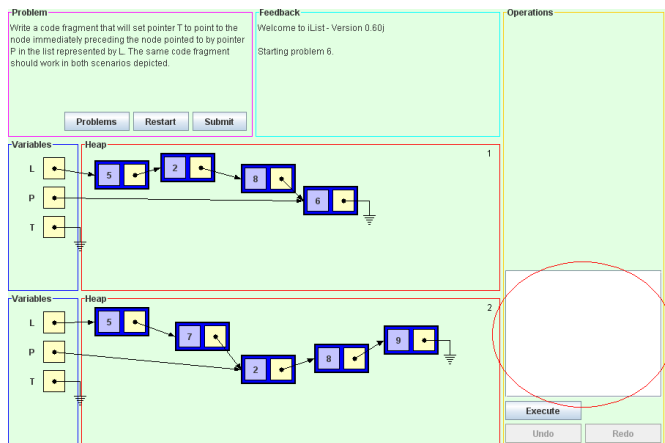 Problem
Write a code fragment that will set pointer T to point to the
node immediately preceding the node pointed to by pointer
P in the list represented by L. The same code fragment
should work in both scenarios depicted.
Problems Restart Submit
Feedback
Welcome to iList - Version 0.60j
Starting problem 6.
Operations
Variables
L
P
T
Heap
1
5 2 8 6
Variables
L
P
T
Heap
2
5 7 2 8 9
Execute
Undo Redo